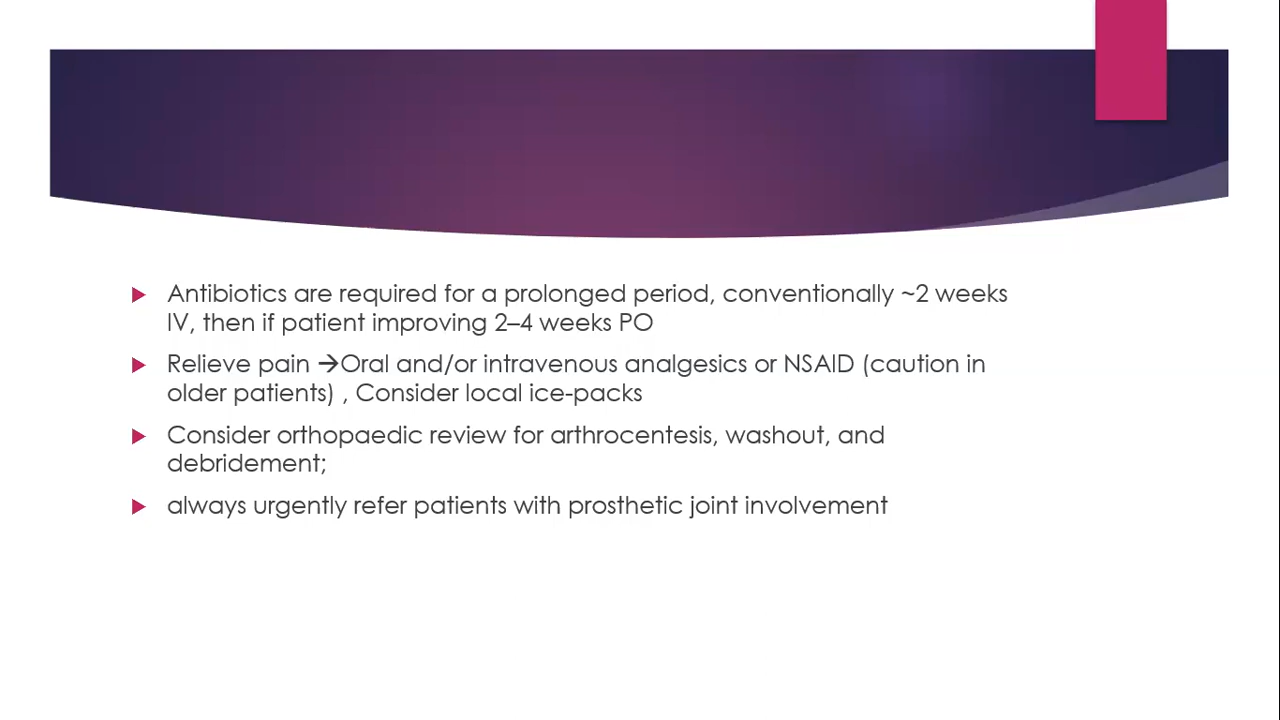 Antibiotics are required for a prolonged period, conventionally ~2 weeks
IV, then if patient improving 2–4 weeks PO
Relieve pain →Oral and/or intravenous analgesics or NSAID (caution in
older patients) , Consider local ice-packs
Consider orthopaedic review for arthrocentesis, washout, and
debridement;
always urgently refer patients with prosthetic joint involvement